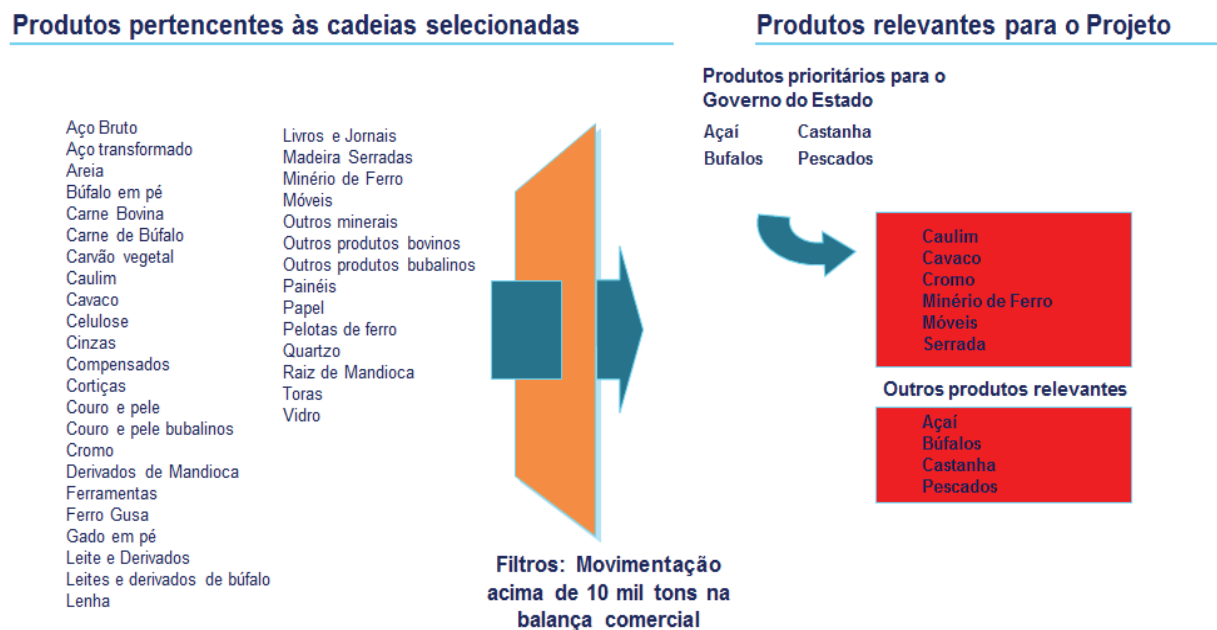 Produtos pertencentes às cadeias selecionadas
Aço Bruto
Aço transformado
Areia
Búfalo em pé
Carne Bovina
Carne de Búfalo
Carvão vegetal
Caulim
Cavaco
Celulose
Cinzas
Compensados
Cortiças
Couro e pele
Couro e pele bubalinos
Cromo
Derivados de Mandioca
Ferramentas
Ferro Gusa
Gado em pé
Leite e Derivados
Leites e derivados de búfalo
Lenha
Livros e Jornais
Madeira Serradas
Minério de Ferro
Móveis
Outros minerais
Outros produtos bovinos
Outros produtos bubalinos
Painéis
Papel
Pelotas de ferro
Quartzo
Raiz de Mandioca
Toras
Vidro
Filtros: Movimentação
acima de 10 mil tons na
balança comercial
Produtos relevantes para o Projeto
Produtos prioritários para o
Governo do Estado
Açaí Castanha
Bufalos Pescados
Caulim
Cavaco
Cromo
Minério de Ferro
Móveis
Serrada
Outros produtos relevantes
Açaí
Búfalos
Castanha
Pescados